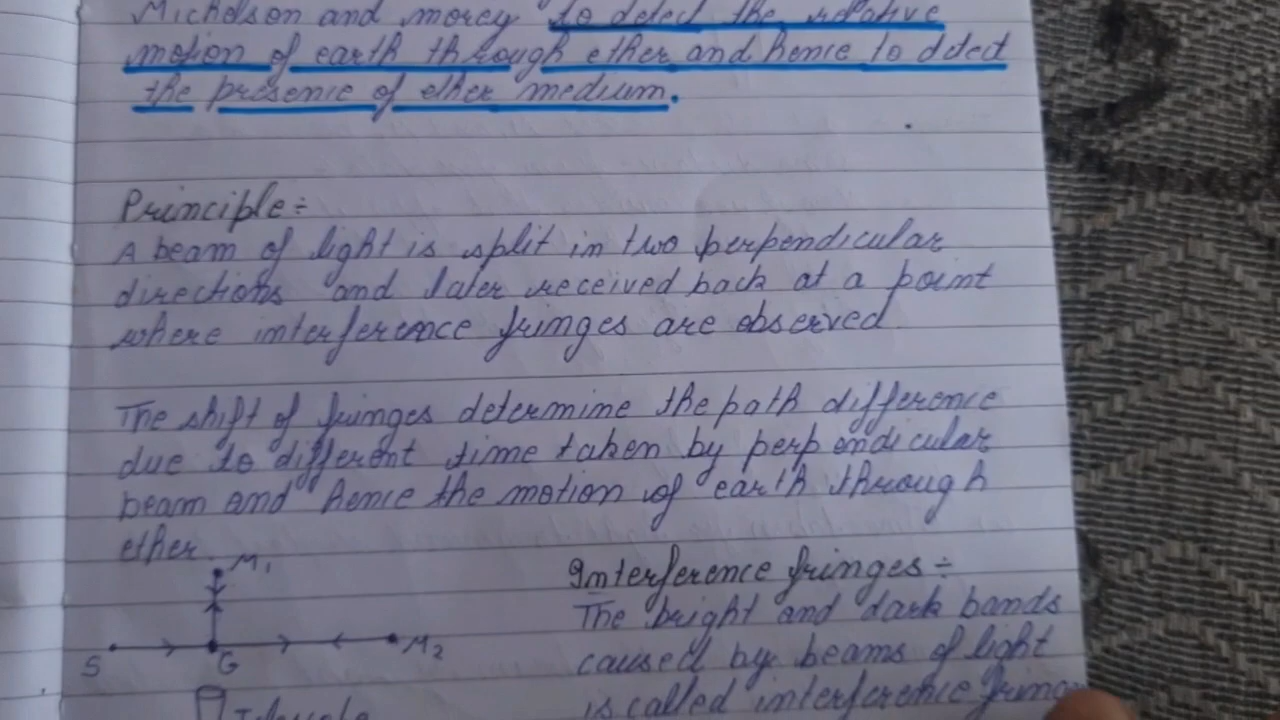 Michelson and morley to detect the relative
motion of earth through ether and hence to detect
the presence of ether medium.
Principle ÷
A beam of light is split in two perpendicular
directions and later received back at a point
where interference fringes are observed
The shift of fringes determine the path difference
due to different time taken by perpendicular
beam and hence the motion of earth through
ether
M1
S G M2
Interference fringes ÷
The bright and dark bands
caused by beams of light
is called interference